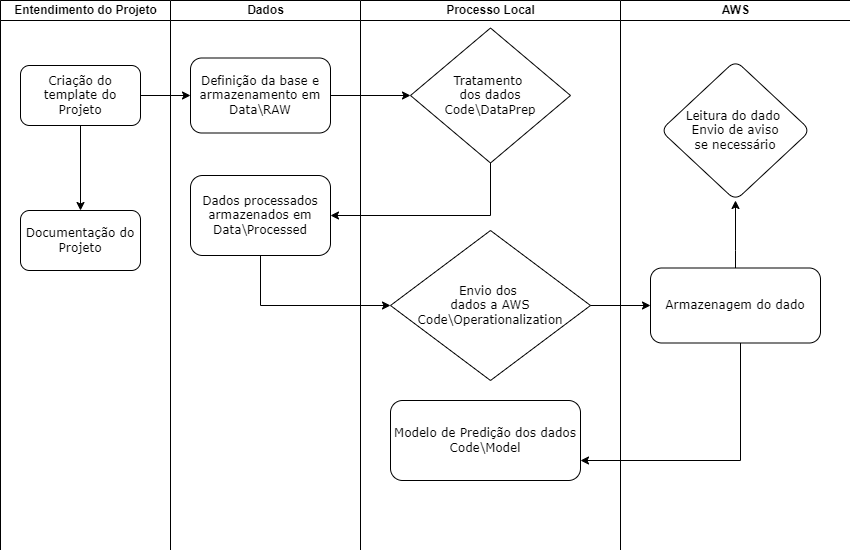 Entendimento do Projeto
Dados
Processo Local
AWS
Criação do
template do
Projeto
Definição da base e
armazenamento em
Data\RAW
Tratamento
dos dados
Code\DataPrep
Leitura do dado
Envio de aviso
se necessário
Documentação do
Projeto
Dados processados
armazenados em
Data\Processed
Envio dos
dados a AWS
Code\Operationalization
Armazenagem do dado
Modelo de Predição dos dados
Code\Model